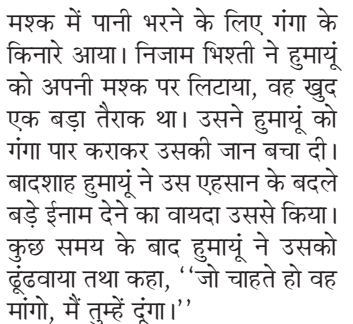 मश्क में पानी भरने के लिए गंगा के
किनारे आया। निजाम भिश्ती ने हुमायूं
को अपनी मश्क पर लिटाया, वह खुद
एक बड़ा तैराक था। उसने हुमायूं को
गंगा पार कराकर उसकी जान बचा दी।
बादशाह हुमायूं ने उस एहसान के बदले
बड़े ईनाम देने का वायदा उससे किया।
कुछ समय के बाद हुमायूं ने उसको
ढूंढवाया तथा कहा, ‘‘जो चाहते हो वह
मांगो, मैं तुम्हें दूंगा।’’